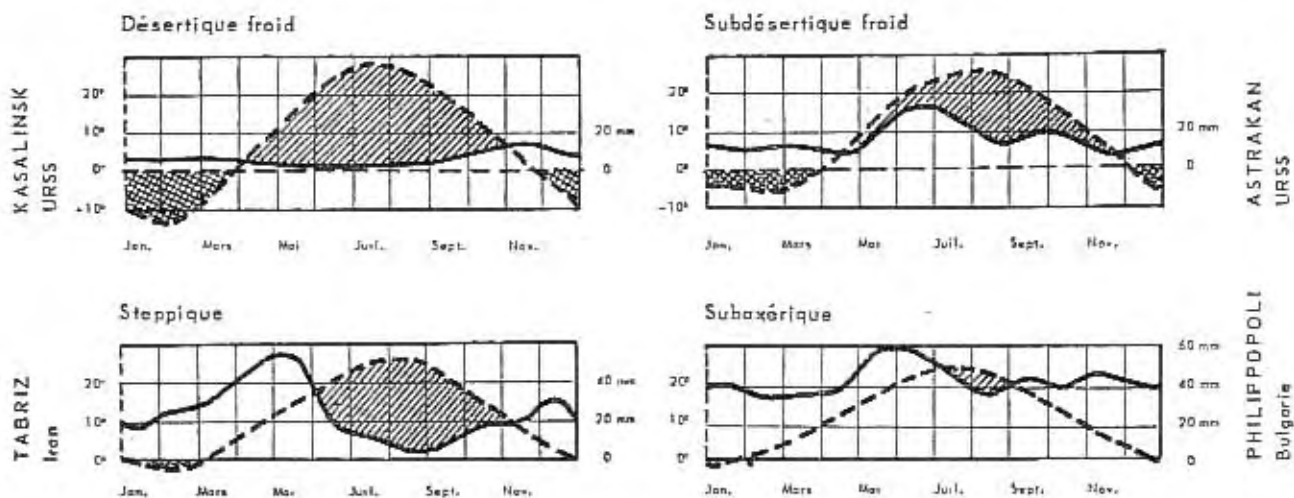 Désertique froid
KASALINSK
URSS
20°
10°
0°
-10°
20 mm
0
Jan. Mars Mai Juil. Sept. Nov.
Subdésertique froid
20°
10°
0°
-10°
20 mm
0
ASTRAKAN
URSS
Jan. Mars Mai Juil. Sept. Nov.
Steppique
TABRIZ
Iran
20°
10°
0°
40 mm
20 mm
0
Jan. Mars Mai Juil. Sept. Nov.
Subaxérique
20°
10°
0°
60 mm
40 mm
20 mm
0
PHILIPPOPOLI
Bulgarie
Jan. Mars Mai Juil. Sept. Nov.